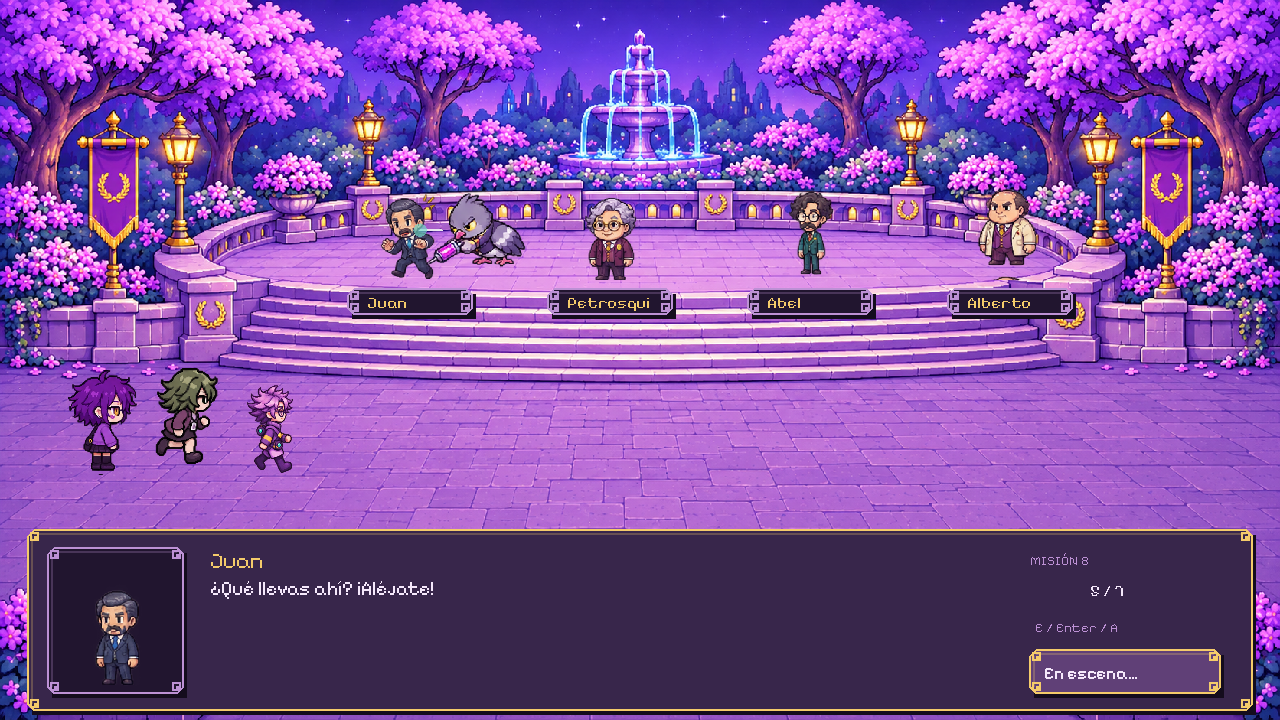 Juan
Petrosqui
Abel
Alberto
Juan
¿Qué llevas ahí? ¡Aléjate!
MISIÓN 8
8 / 7
E / Enter / A
En escena...